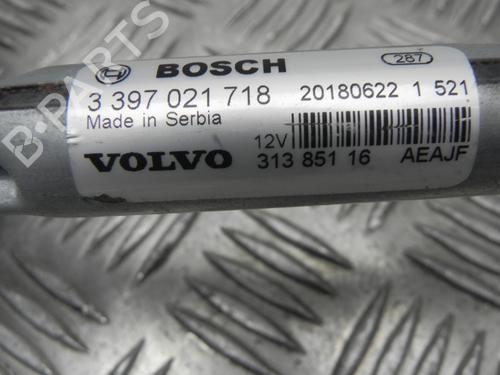 BOSCH 287
3 397 021 718 20180622 1 521
Made in Serbia
12V
VOLVO 313 851 16 AEAJF
B-PARTS